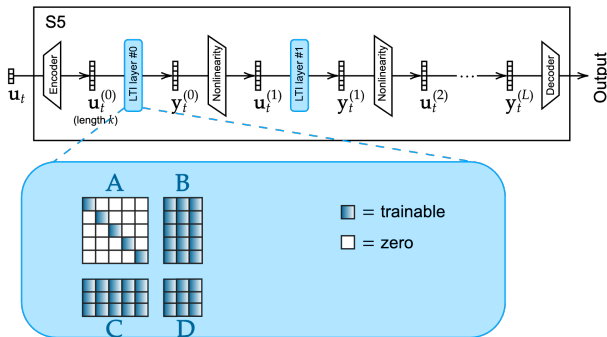 S5
Encoder
LTI layer #0
Nonlinearity
LTI layer #1
Nonlinearity
Decoder
Output
u_t
u_t^{(0)}
(length k)
y_t^{(0)}
u_t^{(1)}
y_t^{(1)}
u_t^{(2)}
......
y_t^{(L)}
A
B
= trainable
= zero
C
D